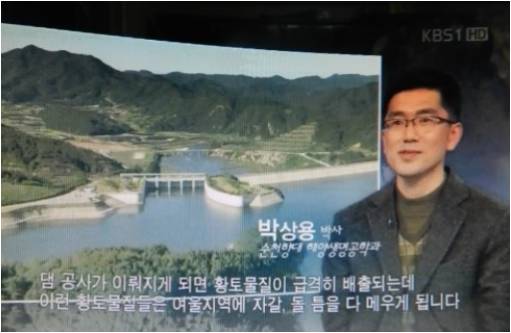 KBS1 HD
박상용 박사
순천향대 해양생명공학과
댐 공사가 이뤄지게 되면 황토물질이 급격히 배출되는데
이런 황토물질들은 여울지역에 자갈, 돌 틈을 다 메우게 됩니다